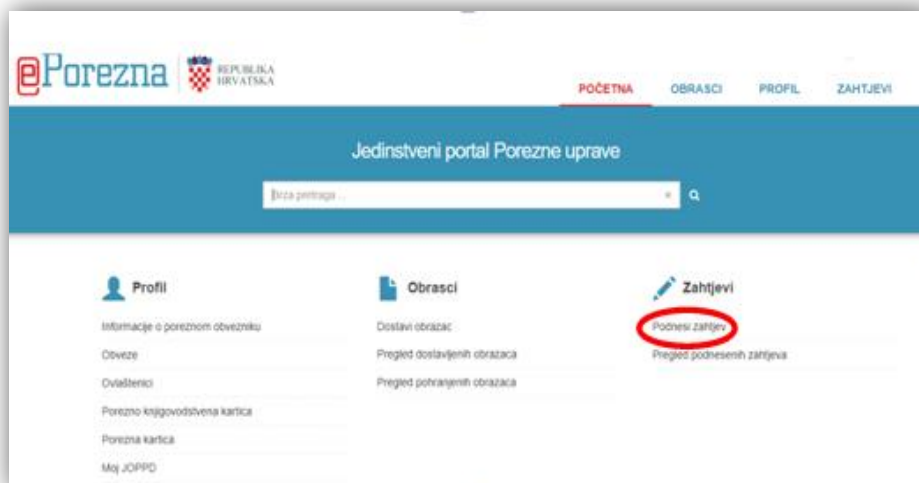 ePorezna REPUBLIKA
HRVATSKA
POČETNA OBRASCI PROFIL ZAHTJEVI
Jedinstveni portal Porezne uprave
Brza pretraga ...
Profil
Informacije o poreznom obvezniku
Obveze
Ovlaštenici
Porezno knjigovodstvena kartica
Porezna kartica
Moj JOPPD
Obrasci
Dostavi obrazac
Pregled dostavljenih obrazaca
Pregled pohranjenih obrazaca
Zahtjevi
Podnesi zahtjev
Pregled podnesenih zahtjeva